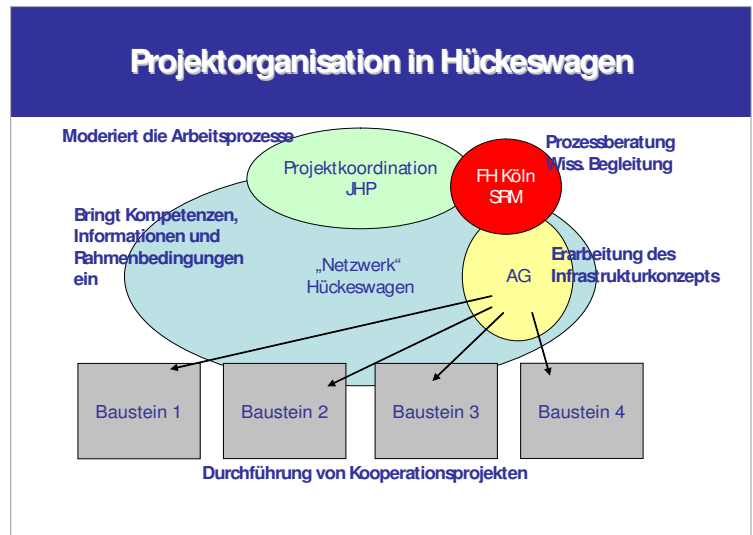 Projektorganisation in Hückeswagen
Moderiert die Arbeitsprozesse
Projektkoordination
JHP
FH Köln
SRM
Prozessberatung
Wiss. Begleitung
Bringt Kompetenzen,
Informationen und
Rahmenbedingungen
ein
„Netzwerk“
Hückeswagen
AG
Erarbeitung des
Infrastrukturkonzepts
Baustein 1
Baustein 2
Baustein 3
Baustein 4
Durchführung von Kooperationsprojekten